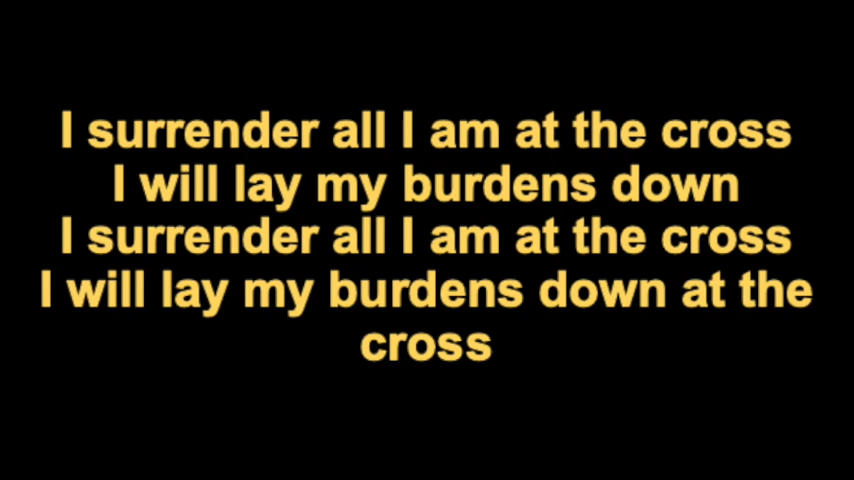 I surrender all I am at the cross
I will lay my burdens down
I surrender all I am at the cross
I will lay my burdens down at the
cross